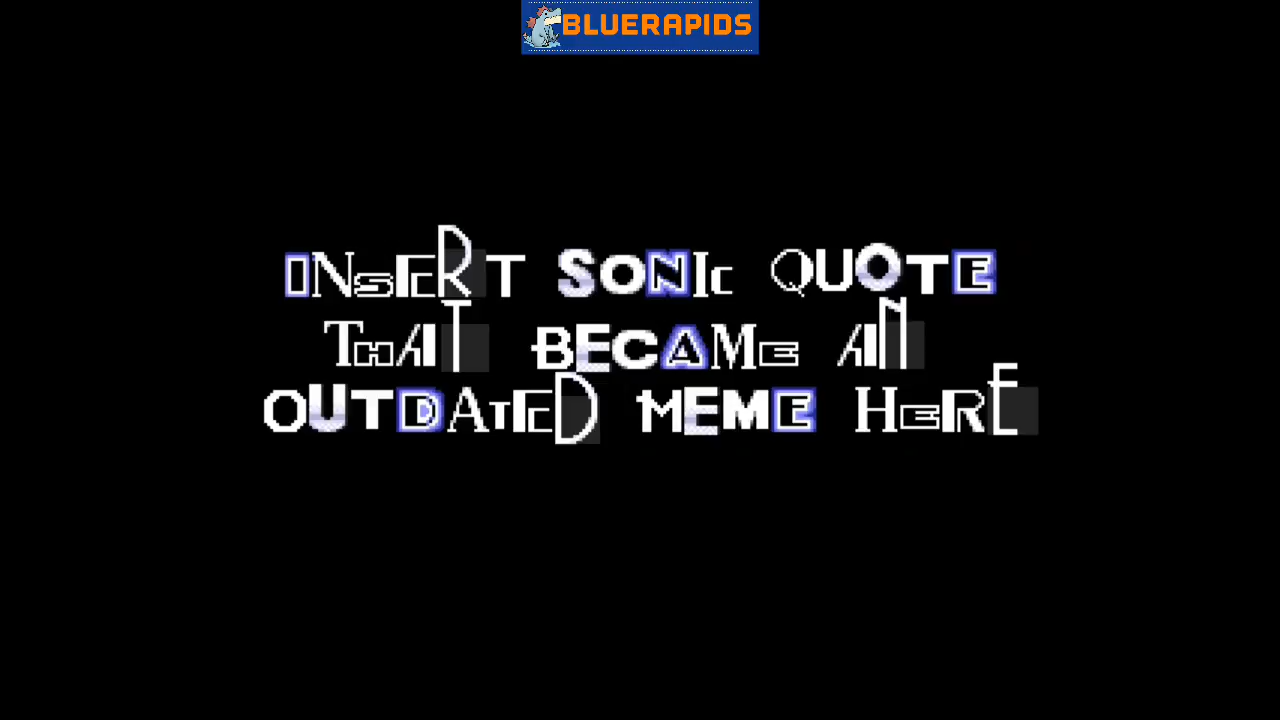 BLUERAPIDS
INSERT SONIC QUOTE
THAT BECAME AN
OUTDATED MEME HERE